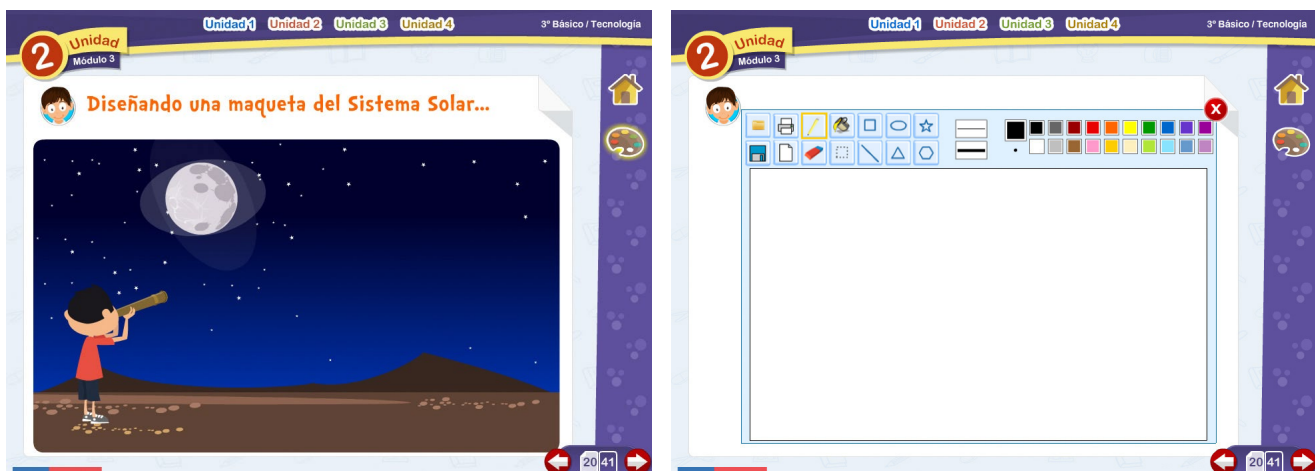 Unidad 1 Unidad 2 Unidad 3 Unidad 4
3° Básico / Tecnología
2 Unidad
Módulo 3
Diseñando una maqueta del Sistema Solar...
20 41
Unidad 1 Unidad 2 Unidad 3 Unidad 4
3° Básico / Tecnología
2 Unidad
Módulo 3
X
20 41